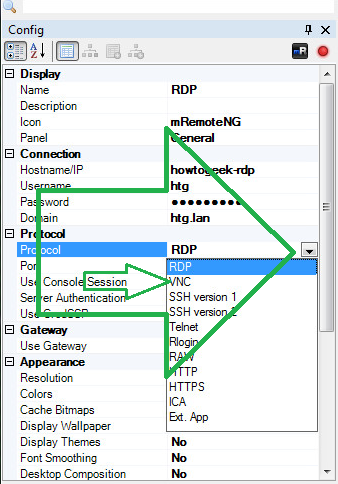 Config
A
Z
R
Display
Name RDP
Description
Icon mRemoteNG
Panel General
Connection
Hostname/IP howtogeek-rdp
Username htg
Password ●●●●●●●●●
Domain htg.lan
Protocol
Protocol RDP
Port
RDP
Use Console Session
VNC
Server Authentication
SSH version 1
Use CredSSP
SSH version 2
Telnet
Gateway
Rlogin
Use Gateway
RAW
Appearance
HTTP
Resolution
HTTPS
Colors
ICA
Cache Bitmaps
Ext. App
Display Wallpaper
Display Themes No
Font Smoothing No
Desktop Composition No